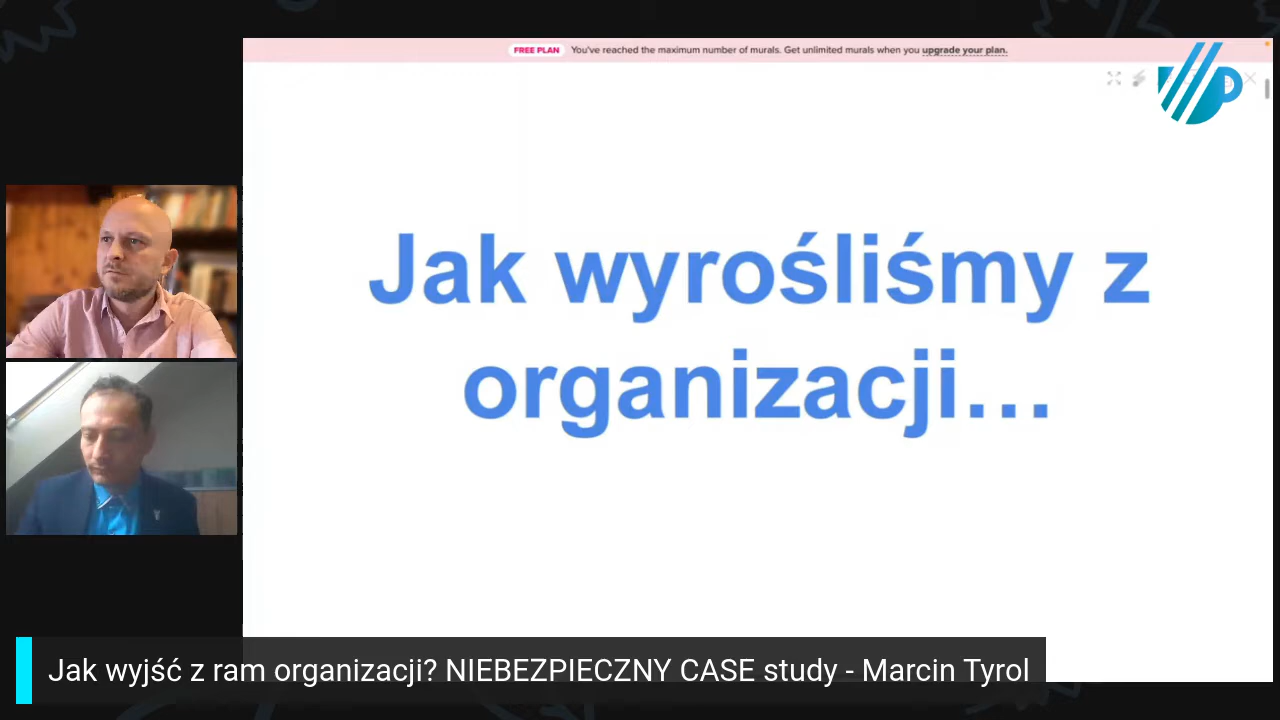 FREE PLAN You've reached the maximum number of murals. Get unlimited murals when you upgrade your plan.
Jak wyrośliśmy z
organizacji...
Jak wyjść z ram organizacji? NIEBEZPIECZNY CASE study - Marcin Tyrol